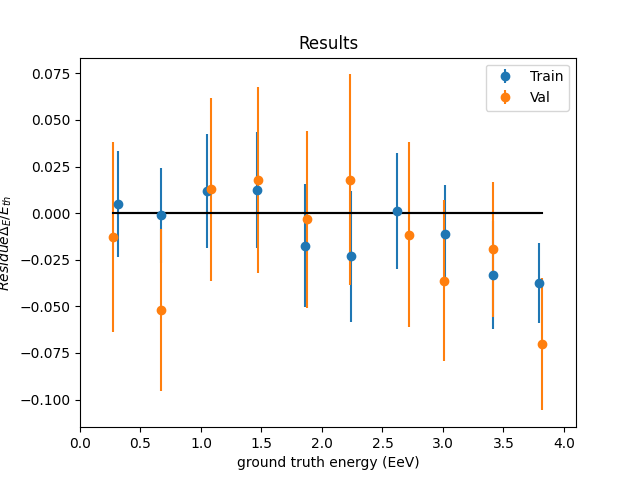 Results
Train
Val
0.075
0.050
0.025
0.000
−0.025
−0.050
−0.075
−0.100
ResidueΔ_E/E_th
0.0 0.5 1.0 1.5 2.0 2.5 3.0 3.5 4.0
ground truth energy (EeV)